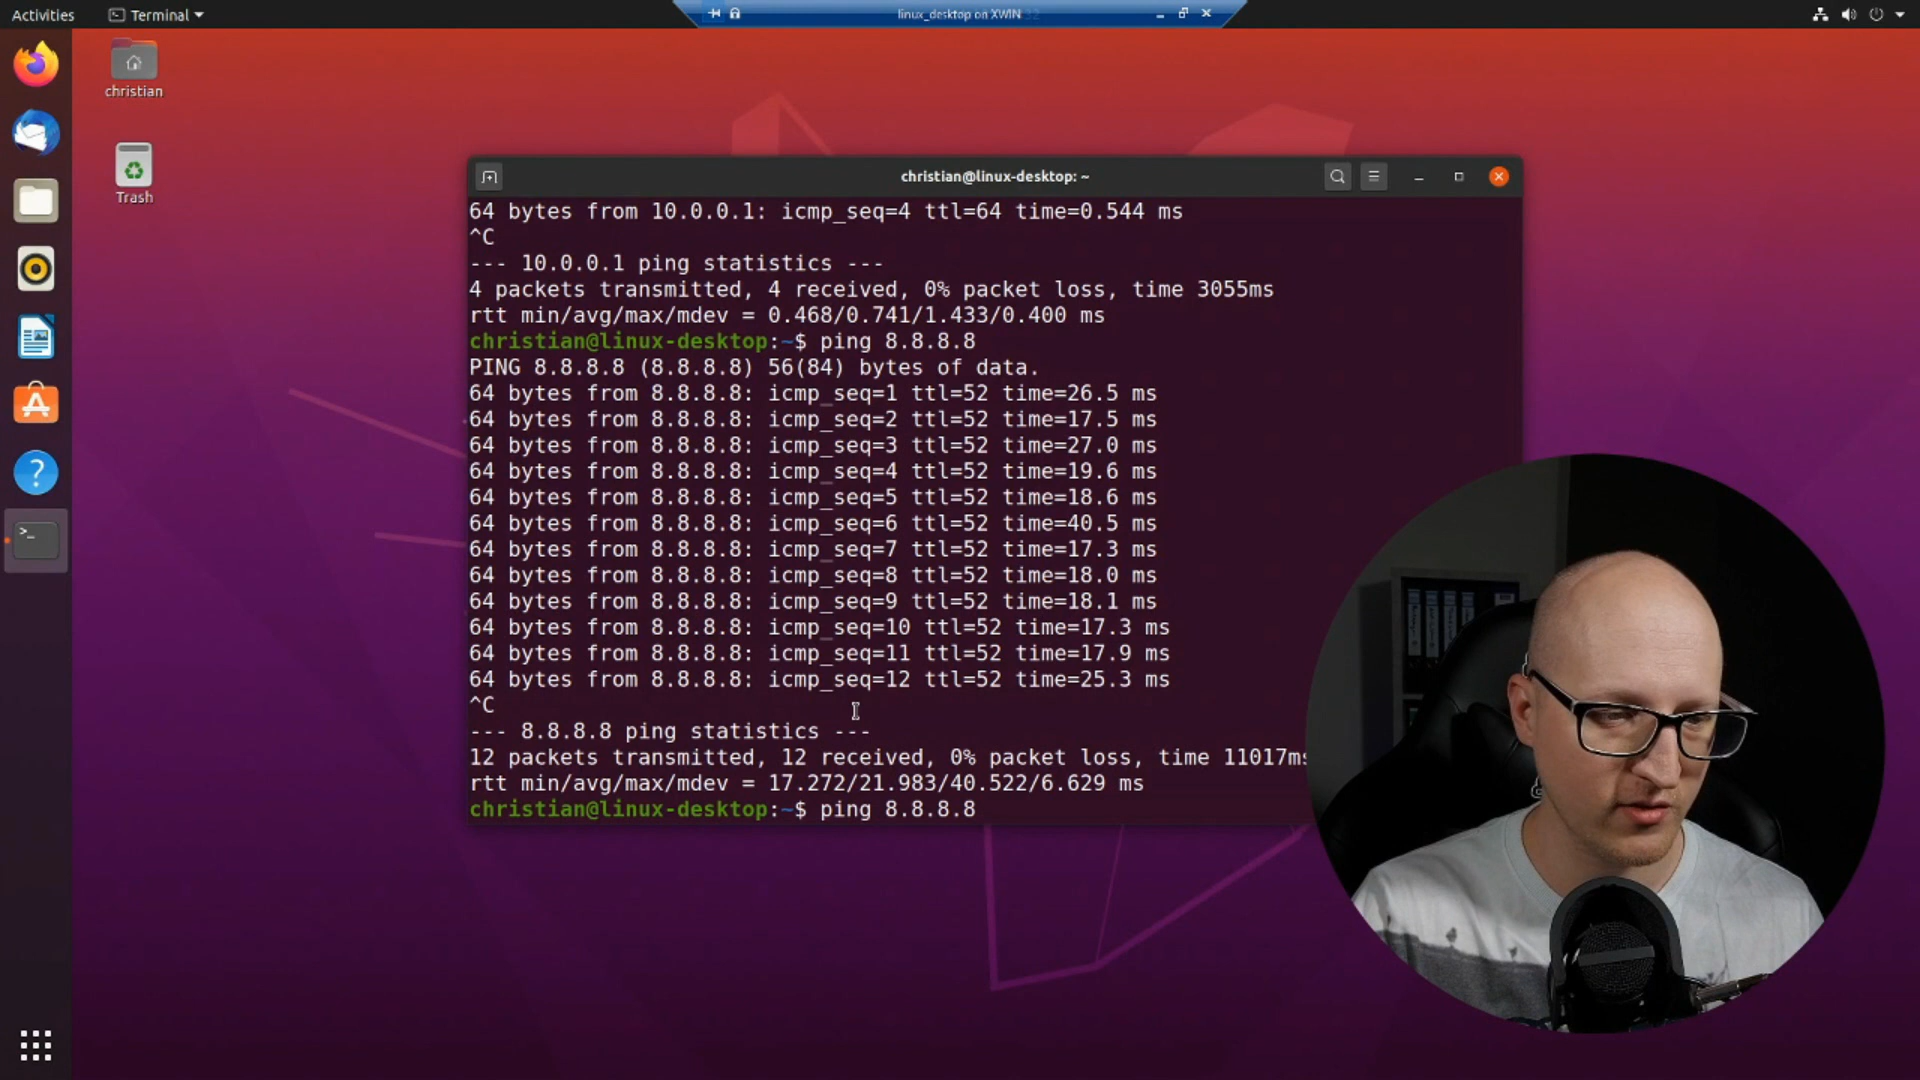 Activities
Terminal
linux_desktop on XWIN
christian
Trash
christian@linux-desktop: ~
64 bytes from 10.0.0.1: icmp_seq=4 ttl=64 time=0.544 ms
^C
--- 10.0.0.1 ping statistics ---
4 packets transmitted, 4 received, 0% packet loss, time 3055ms
rtt min/avg/max/mdev = 0.468/0.741/1.433/0.400 ms
christian@linux-desktop:~$ ping 8.8.8.8
PING 8.8.8.8 (8.8.8.8) 56(84) bytes of data.
64 bytes from 8.8.8.8: icmp_seq=1 ttl=52 time=26.5 ms
64 bytes from 8.8.8.8: icmp_seq=2 ttl=52 time=17.5 ms
64 bytes from 8.8.8.8: icmp_seq=3 ttl=52 time=27.0 ms
64 bytes from 8.8.8.8: icmp_seq=4 ttl=52 time=19.6 ms
64 bytes from 8.8.8.8: icmp_seq=5 ttl=52 time=18.6 ms
64 bytes from 8.8.8.8: icmp_seq=6 ttl=52 time=40.5 ms
64 bytes from 8.8.8.8: icmp_seq=7 ttl=52 time=17.3 ms
64 bytes from 8.8.8.8: icmp_seq=8 ttl=52 time=18.0 ms
64 bytes from 8.8.8.8: icmp_seq=9 ttl=52 time=18.1 ms
64 bytes from 8.8.8.8: icmp_seq=10 ttl=52 time=17.3 ms
64 bytes from 8.8.8.8: icmp_seq=11 ttl=52 time=17.9 ms
64 bytes from 8.8.8.8: icmp_seq=12 ttl=52 time=25.3 ms
^C
--- 8.8.8.8 ping statistics ---
12 packets transmitted, 12 received, 0% packet loss, time 11017ms
rtt min/avg/max/mdev = 17.272/21.983/40.522/6.629 ms
christian@linux-desktop:~$ ping 8.8.8.8